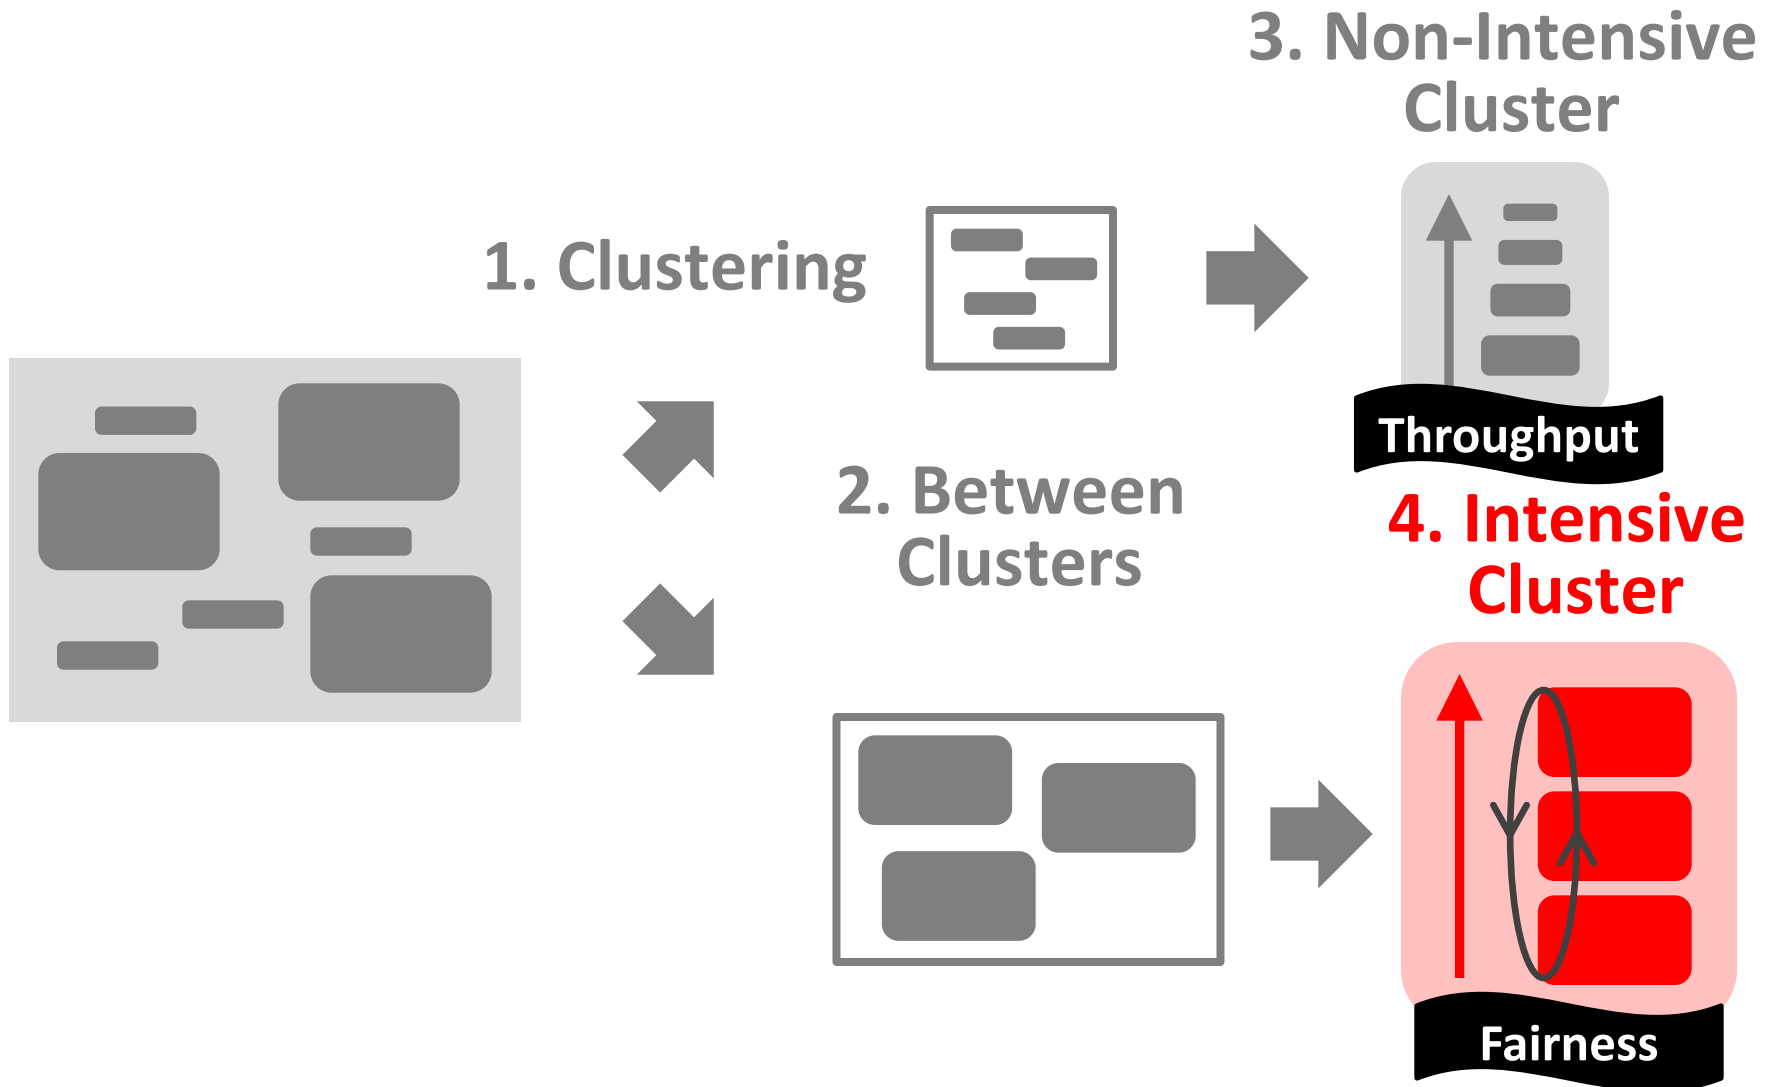 3. Non-Intensive
Cluster
1. Clustering
Throughput
2. Between
Clusters
4. Intensive
Cluster
Fairness